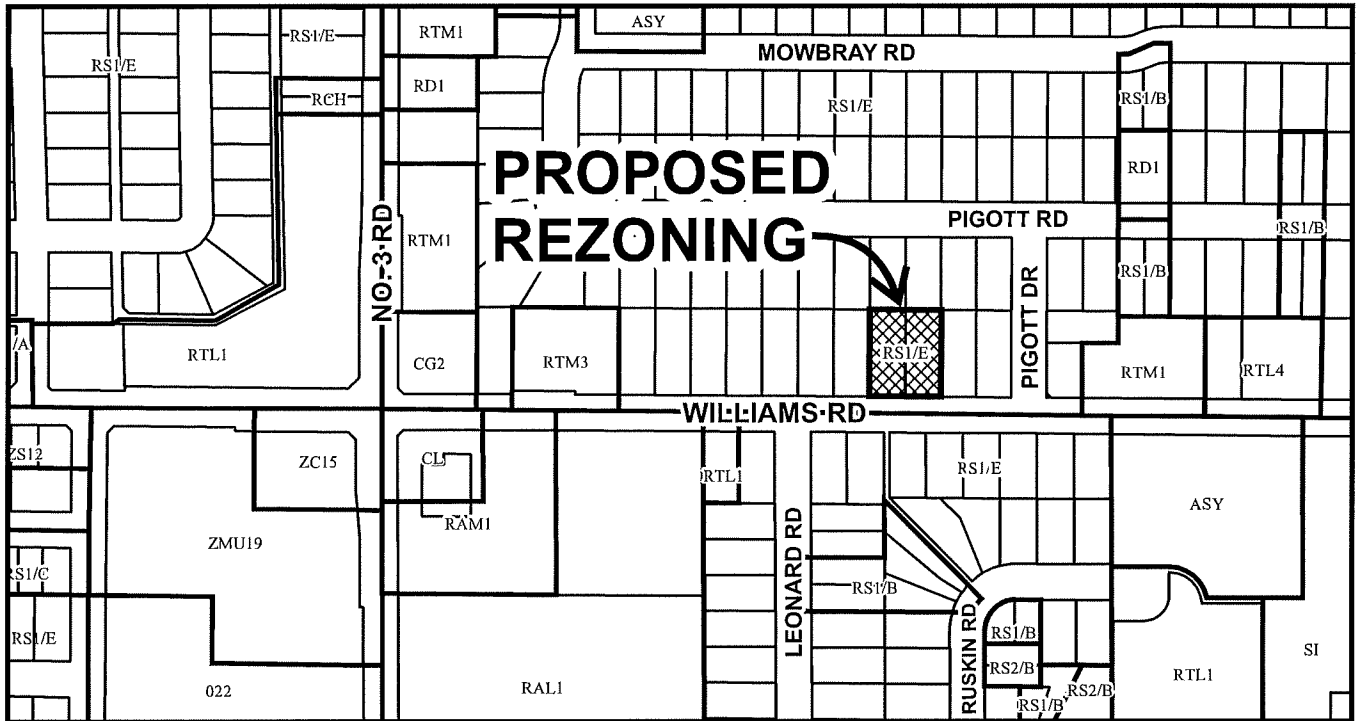 RS1/E
RS1/E
RCH
RTM1
RD1
ASY
MOWBRAY RD
RS1/E
RS1/B
RD1
RS1/B
RS1/B
PROPOSED
REZONING
PIGOTT RD
NO. 3 RD
RTM1
PIGOTT DR
/A
RTL1
CG2
RTM3
RS1/E
RTM1
RTL4
WILLIAMS RD
ZS12
ZC15
CL
RTL1
RS1/E
ASY
ZMU19
RAM1
LEONARD RD
RS1/C
RS1/B
RS1/E
RUSKIN RD
RS1/B
RS2/B
RS2/B
RS1/B
RTL1
SI
022
RAL1